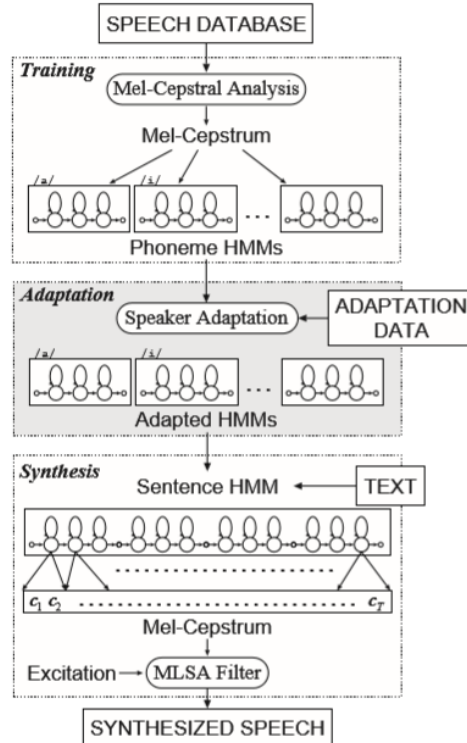 SPEECH DATABASE
Training
Mel-Cepstral Analysis
Mel-Cepstrum
/a/ /i/
...
Phoneme HMMs
Adaptation
Speaker Adaptation
ADAPTATION
DATA
/a/ /i/
...
Adapted HMMs
Synthesis
Sentence HMM
TEXT
c1 c2 cT
Mel-Cepstrum
Excitation
MLSA Filter
SYNTHESIZED SPEECH